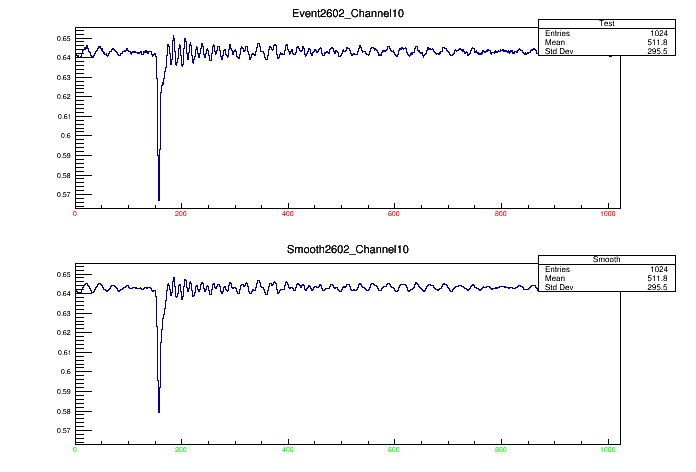 Event2602_Channel10
Test
Entries 1024
Mean 511.8
Std Dev 295.5
0.65
0.64
0.63
0.62
0.61
0.6
0.59
0.58
0.57
0 200 400 600 800 1000
Smooth2602_Channel10
Smooth
Entries 1024
Mean 511.8
Std Dev 295.5
0.65
0.64
0.63
0.62
0.61
0.6
0.59
0.58
0.57
0 200 400 600 800 1000